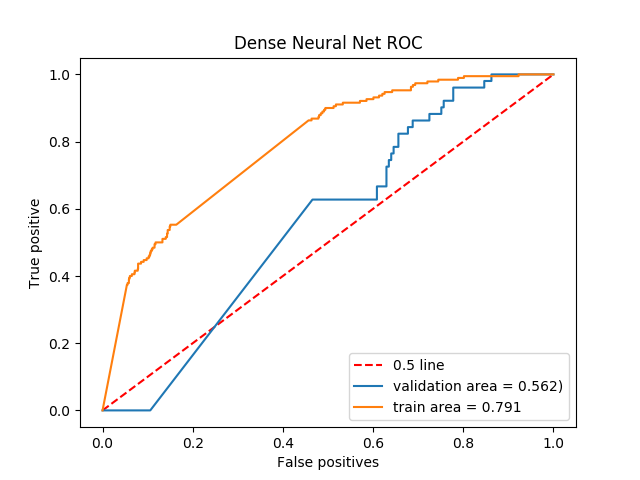 Dense Neural Net ROC
1.0
0.8
0.6
0.4
0.2
0.0
True positive
0.5 line
validation area = 0.562)
train area = 0.791
0.0 0.2 0.4 0.6 0.8 1.0
False positives